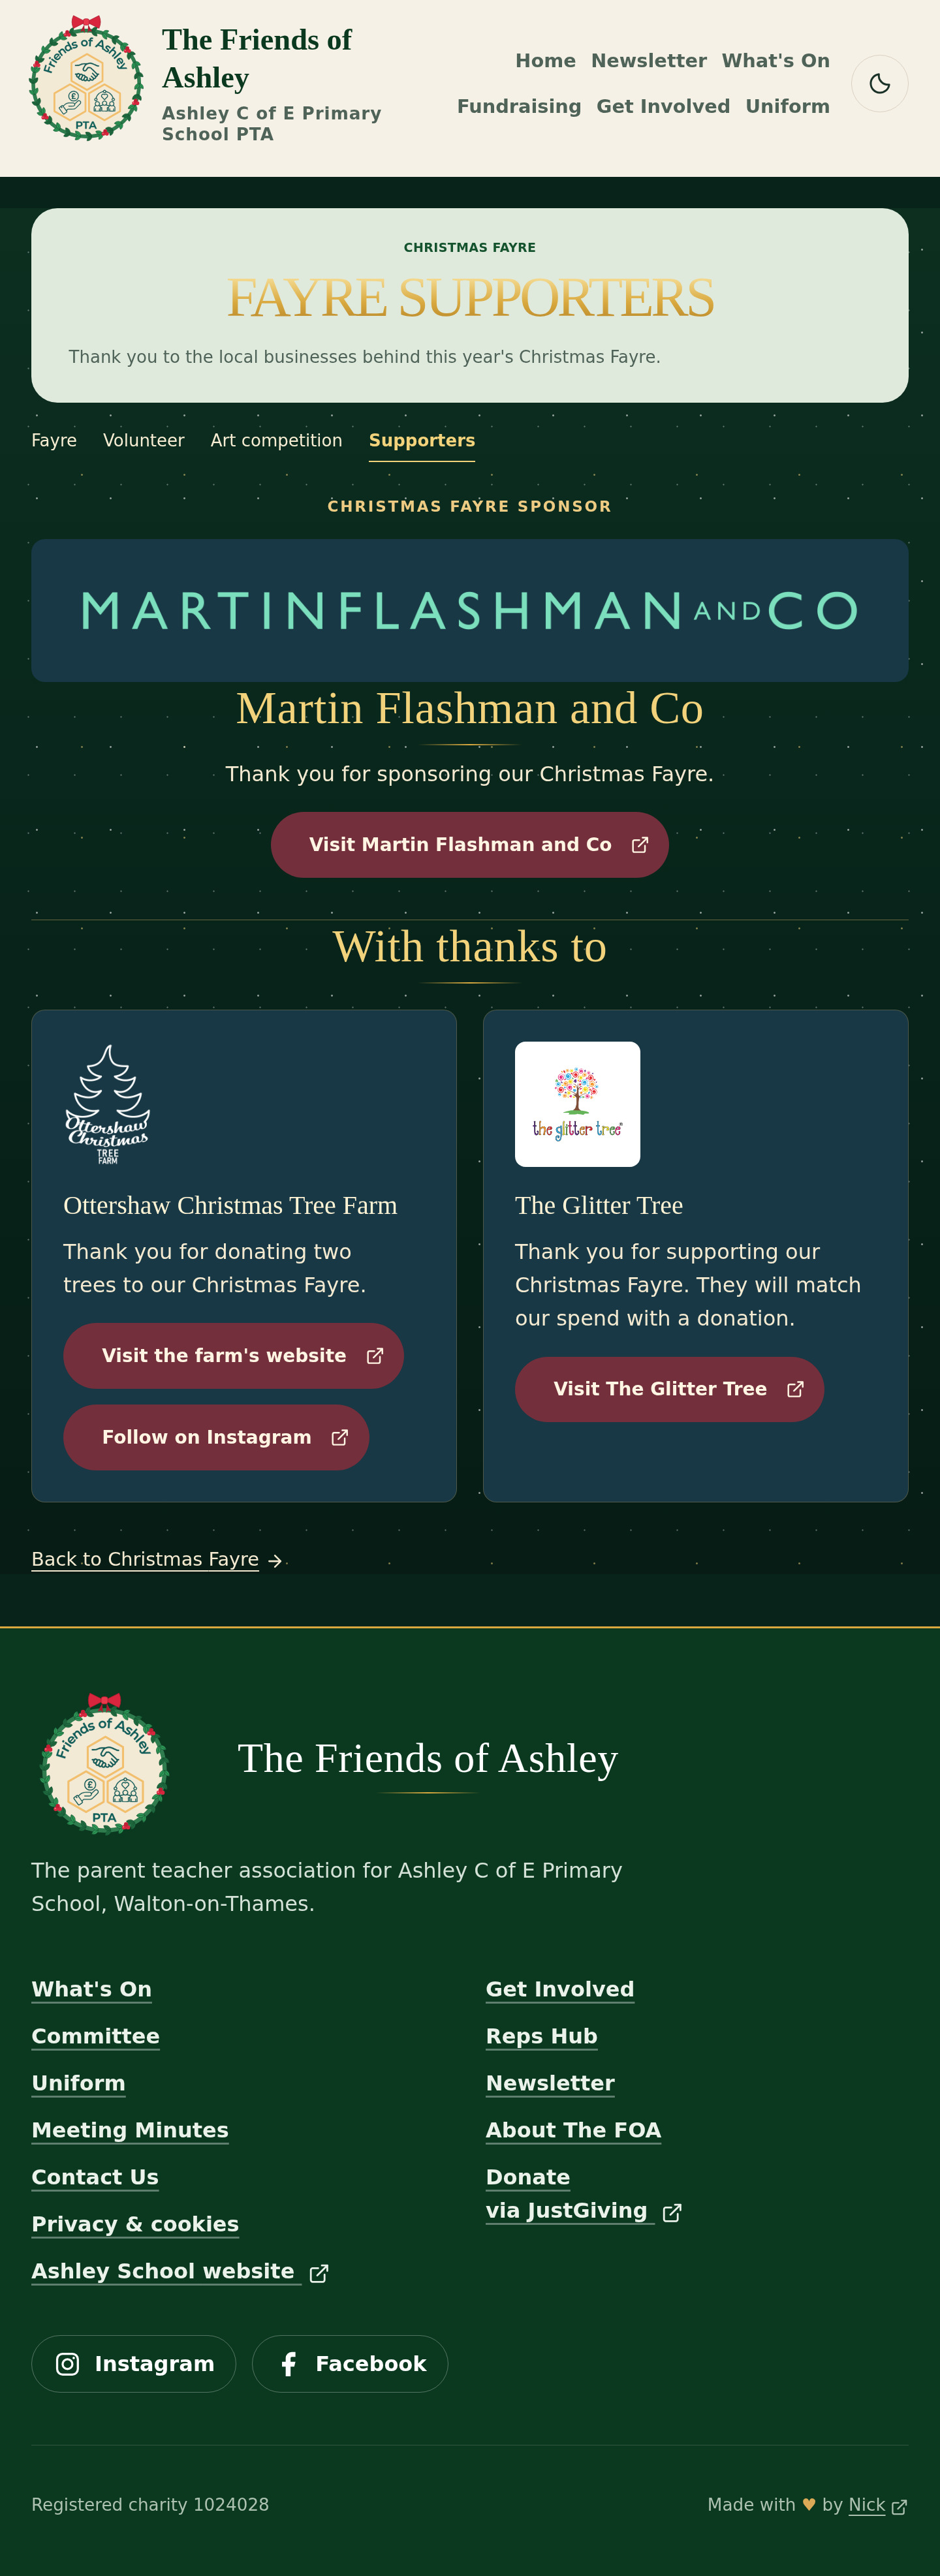 Friends of Ashley
PTA
The Friends of
Ashley
Ashley C of E Primary
School PTA
Home Newsletter What's On
Fundraising Get Involved Uniform
CHRISTMAS FAYRE
FAYRE SUPPORTERS
Thank you to the local businesses behind this year's Christmas Fayre.
Fayre Volunteer Art competition Supporters
CHRISTMAS FAYRE SPONSOR
MARTINFLASHMAN AND CO
Martin Flashman and Co
Thank you for sponsoring our Christmas Fayre.
Visit Martin Flashman and Co
With thanks to
Ottershaw
Christmas
TREE
FARM
Ottershaw Christmas Tree Farm
Thank you for donating two
trees to our Christmas Fayre.
Visit the farm's website
Follow on Instagram
the glitter tree
The Glitter Tree
Thank you for supporting our
Christmas Fayre. They will match
our spend with a donation.
Visit The Glitter Tree
Back to Christmas Fayre
Friends of Ashley
£
PTA
The Friends of Ashley
The parent teacher association for Ashley C of E Primary
School, Walton-on-Thames.
What's On
Committee
Uniform
Meeting Minutes
Contact Us
Privacy & cookies
Ashley School website
Get Involved
Reps Hub
Newsletter
About The FOA
Donate
via JustGiving
Instagram Facebook
Registered charity 1024028
Made with ♥ by Nick